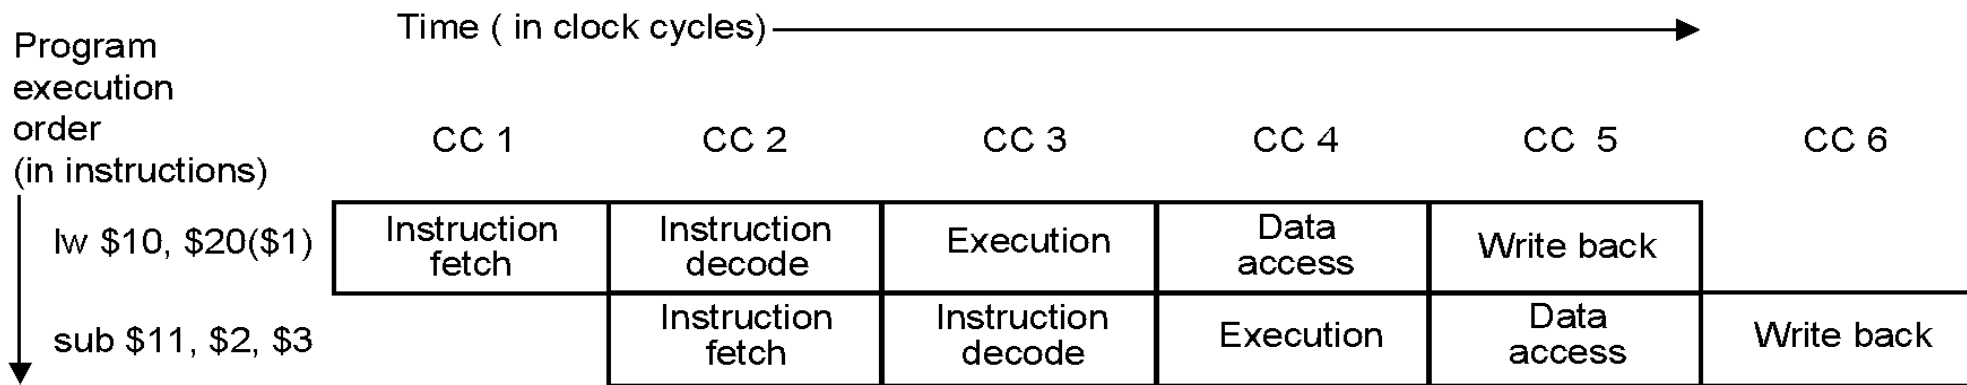 Time ( in clock cycles)
Program
execution
order
(in instructions)
CC 1 CC 2 CC 3 CC 4 CC 5 CC 6
lw $10, $20($1)
Instruction
fetch
Instruction
decode
Execution
Data
access
Write back
sub $11, $2, $3
Instruction
fetch
Instruction
decode
Execution
Data
access
Write back